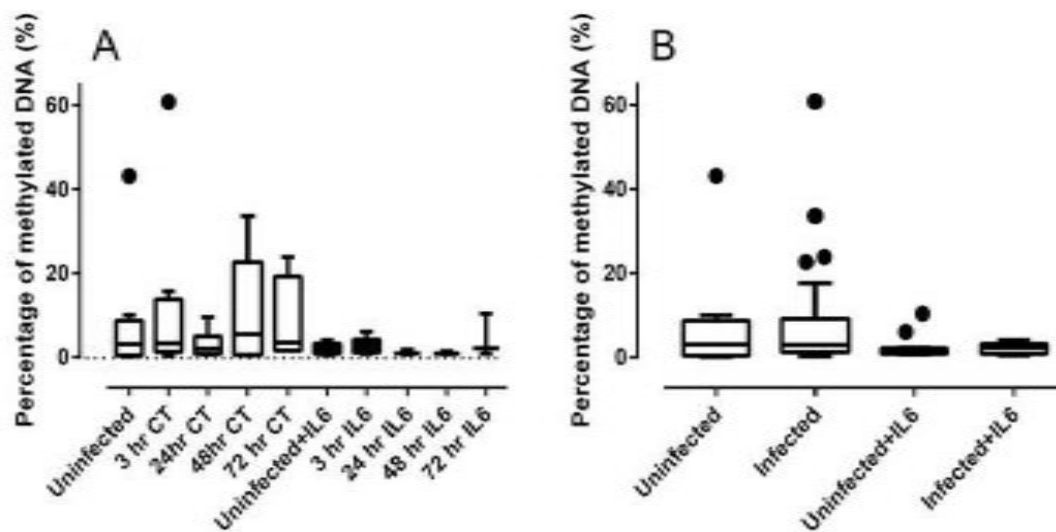 A
Percentage of methylated DNA (%)
60
40
20
0
Uninfected
3 hr CT
24hr CT
48hr CT
72 hr CT
Uninfected+IL6
3 hr IL6
24 hr IL6
48 hr IL6
72 hr IL6
B
Percentage of methylated DNA (%)
60
40
20
0
Uninfected
Infected
Uninfected+IL6
Infected+IL6